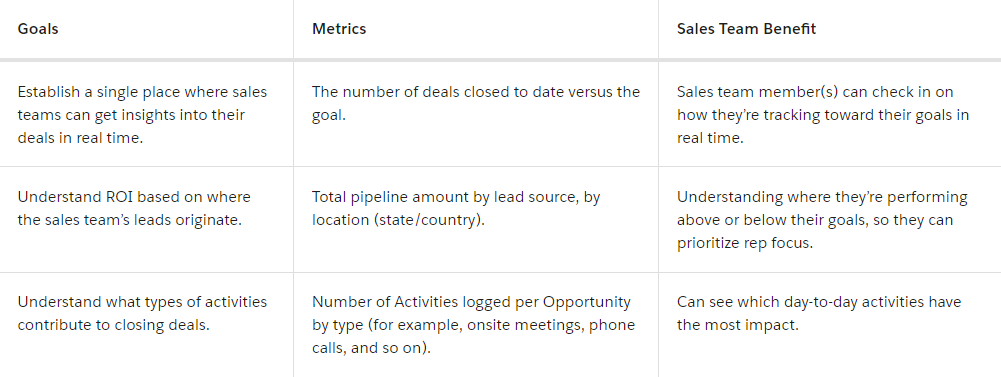 Goals
Metrics
Sales Team Benefit
Establish a single place where sales
teams can get insights into their
deals in real time.
The number of deals closed to date versus the
goal.
Sales team member(s) can check in on
how they’re tracking toward their goals in
real time.
Understand ROI based on where
the sales team’s leads originate.
Total pipeline amount by lead source, by
location (state/country).
Understanding where they’re performing
above or below their goals, so they can
prioritize rep focus.
Understand what types of activities
contribute to closing deals.
Number of Activities logged per Opportunity
by type (for example, onsite meetings, phone
calls, and so on).
Can see which day-to-day activities have
the most impact.